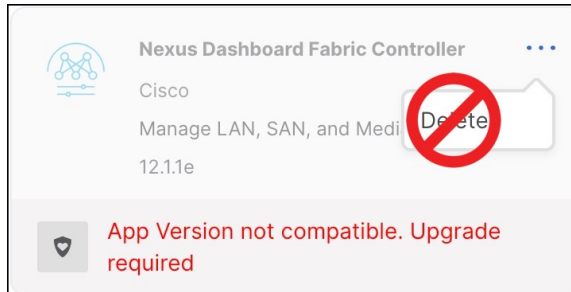 Nexus Dashboard Fabric Controller
Cisco
Manage LAN, SAN, and Medi
Delete
12.1.1e
App Version not compatible. Upgrade
required